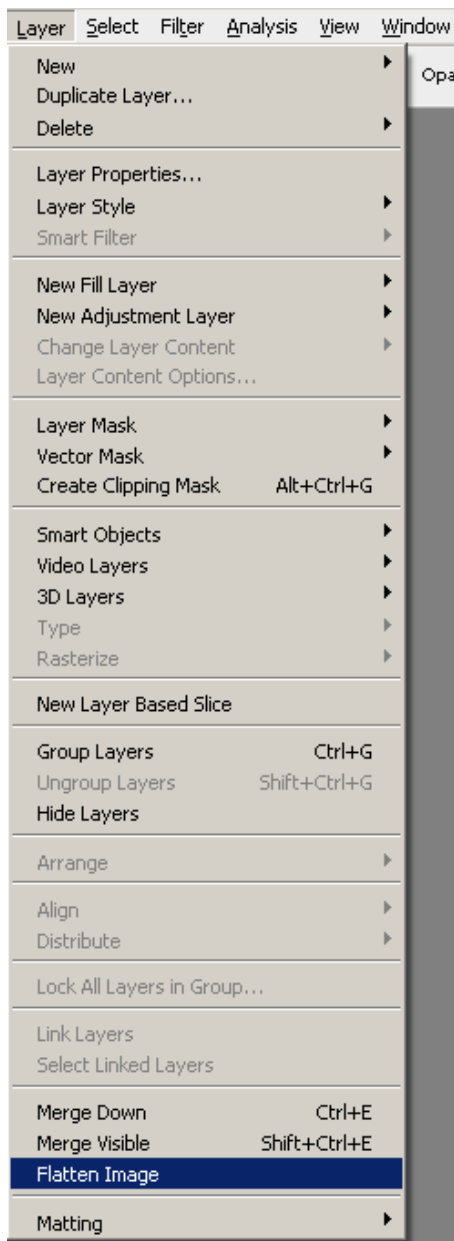 Layer Select Filter Analysis View Window
New
Opa
Duplicate Layer...
Delete
Layer Properties...
Layer Style
Smart Filter
New Fill Layer
New Adjustment Layer
Change Layer Content
Layer Content Options...
Layer Mask
Vector Mask
Create Clipping Mask Alt+Ctrl+G
Smart Objects
Video Layers
3D Layers
Type
Rasterize
New Layer Based Slice
Group Layers Ctrl+G
Ungroup Layers Shift+Ctrl+G
Hide Layers
Arrange
Align
Distribute
Lock All Layers in Group...
Link Layers
Select Linked Layers
Merge Down Ctrl+E
Merge Visible Shift+Ctrl+E
Flatten Image
Matting